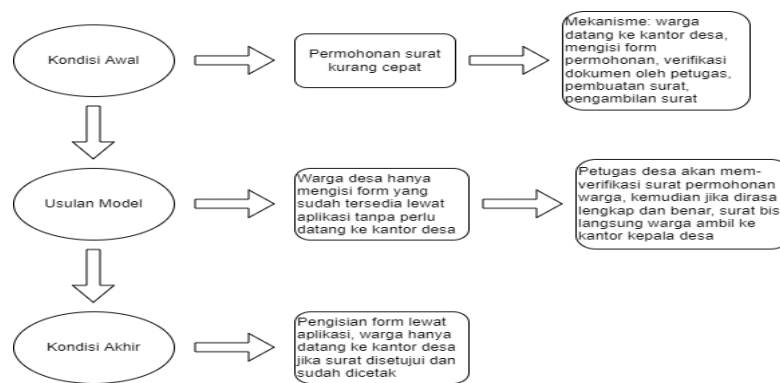 Kondisi Awal
Permohonan surat
kurang cepat
Mekanisme: warga
datang ke kantor desa,
mengisi form
permohonan, verifikasi
dokumen oleh petugas,
pembuatan surat,
pengambilan surat
Usulan Model
Warga desa hanya
mengisi form yang
sudah tersedia lewat
aplikasi tanpa perlu
datang ke kantor desa
Petugas desa akan mem-
verifikasi surat permohonan
warga, kemudian jika dirasa
lengkap dan benar, surat bis
langsung warga ambil ke
kantor kepala desa
Kondisi Akhir
Pengisian form lewat
aplikasi, warga hanya
datang ke kantor desa
jika surat disetujui dan
sudah dicetak